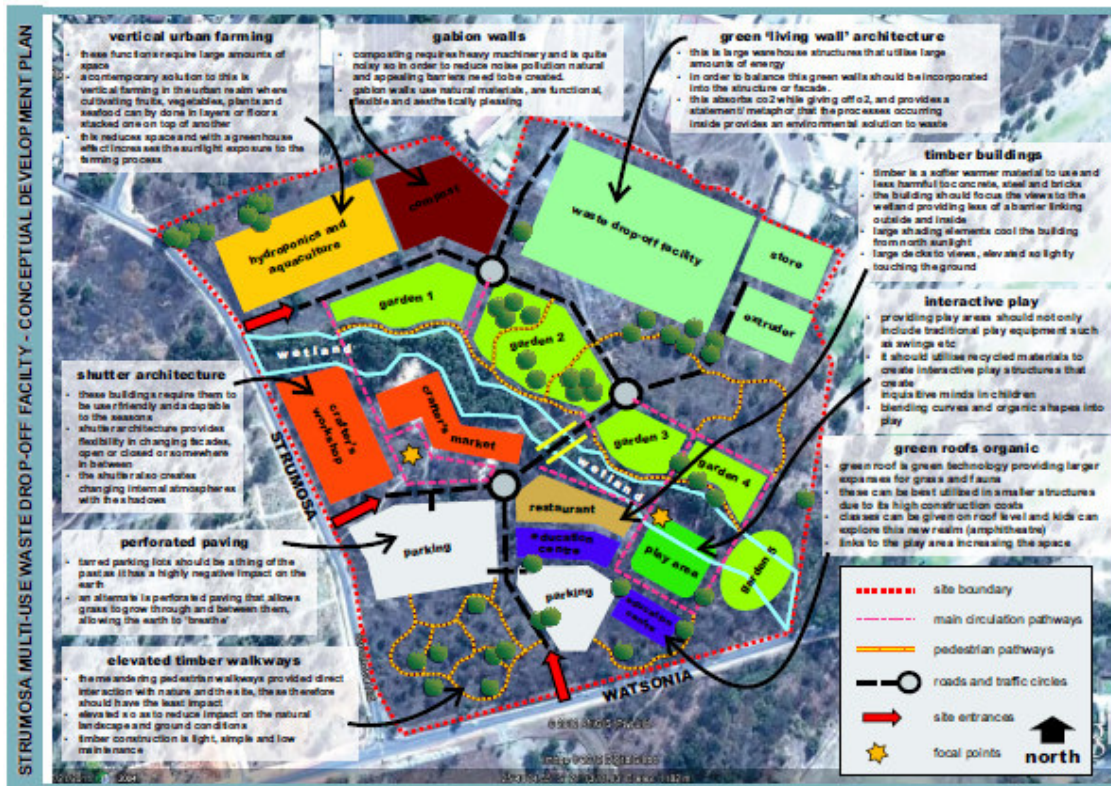 STRUMOSA MULTI-USE WASTE DROP-OFF FACILITY - CONCEPTUAL DEVELOPMENT PLAN
vertical urban farming
these functions require large amounts of
space
a contemporary solution to this is
vertical farming in the urban realm where
cultivating fruits, vegetables, plants and
seafood can by done in layers or floors
stacked one on top of another
this reduces space and with a greenhouse
effect increases the sunlight exposure to the
farming process
gabion walls
composting requires heavy machinery and is quite
noisy so in order to reduce noise pollution natural
and appealing barriers need to be created.
gabion walls use natural materials, are functional,
flexible and aesthetically pleasing
green 'living wall' architecture
this is large warehouse structures that utilise large
amounts of energy
in order to balance this green walls should be incorporated
into the structure or facade.
this absorbs co2 while giving off o2, and provides a
statement/ metaphor that the processes occurring
inside provides an environmental solution to waste
timber buildings
timber is a softer warmer material to use and
less harmful to concrete, steel and bricks
the building should focus the views to the
wetland providing less of a barrier linking
outside and inside
large shading elements cool the building
from north sunlight
large decks to views, elevated so lightly
touching the ground
interactive play
providing play areas should not only
include traditional play equipment such
as swings etc
it should utilise recycled materials to
create interactive play structures that
create
inquisitive minds in children
blending curves and organic shapes into
play
green roofs organic
green roof is green technology providing larger
expanses for grass and fauna
these can be best utilized in smaller structures
due to its high construction costs
classes can be given on roof level and kids can
explore this new realm (amphitheatre)
links to the play area increasing the space
shutter architecture
these buildings require them to
be user friendly and adaptable to
the seasons
shutter architecture provides
flexibility in changing facades,
open or closed or somewhere
in between
the shutter also creates
changing internal atmospheres
with the shadows
perforated paving
tarred parking lots should be a thing of the
past as it has a highly negative impact on the
earth
an alternate is perforated paving that allows
grass to grow through and between them,
allowing the earth to 'breathe'
elevated timber walkways
the meandering pedestrian walkways provided direct
interaction with nature and the site, these therefore
should have the least impact
elevated so as to reduce impact on the natural
landscape and ground conditions
timber construction is light, simple and low
maintenance
hydroponics and
aquaculture
compost
waste drop-off facility
store
extruder
garden 1
garden 2
garden 3
garden 4
garden 5
wetland
wetland
crafter's
workshop
crafter's market
restaurant
education
centre
play area
education
centre
parking
parking
STRUMOSA
WATSONIA
site boundary
main circulation pathways
pedestrian pathways
roads and traffic circles
site entrances
focal points
north